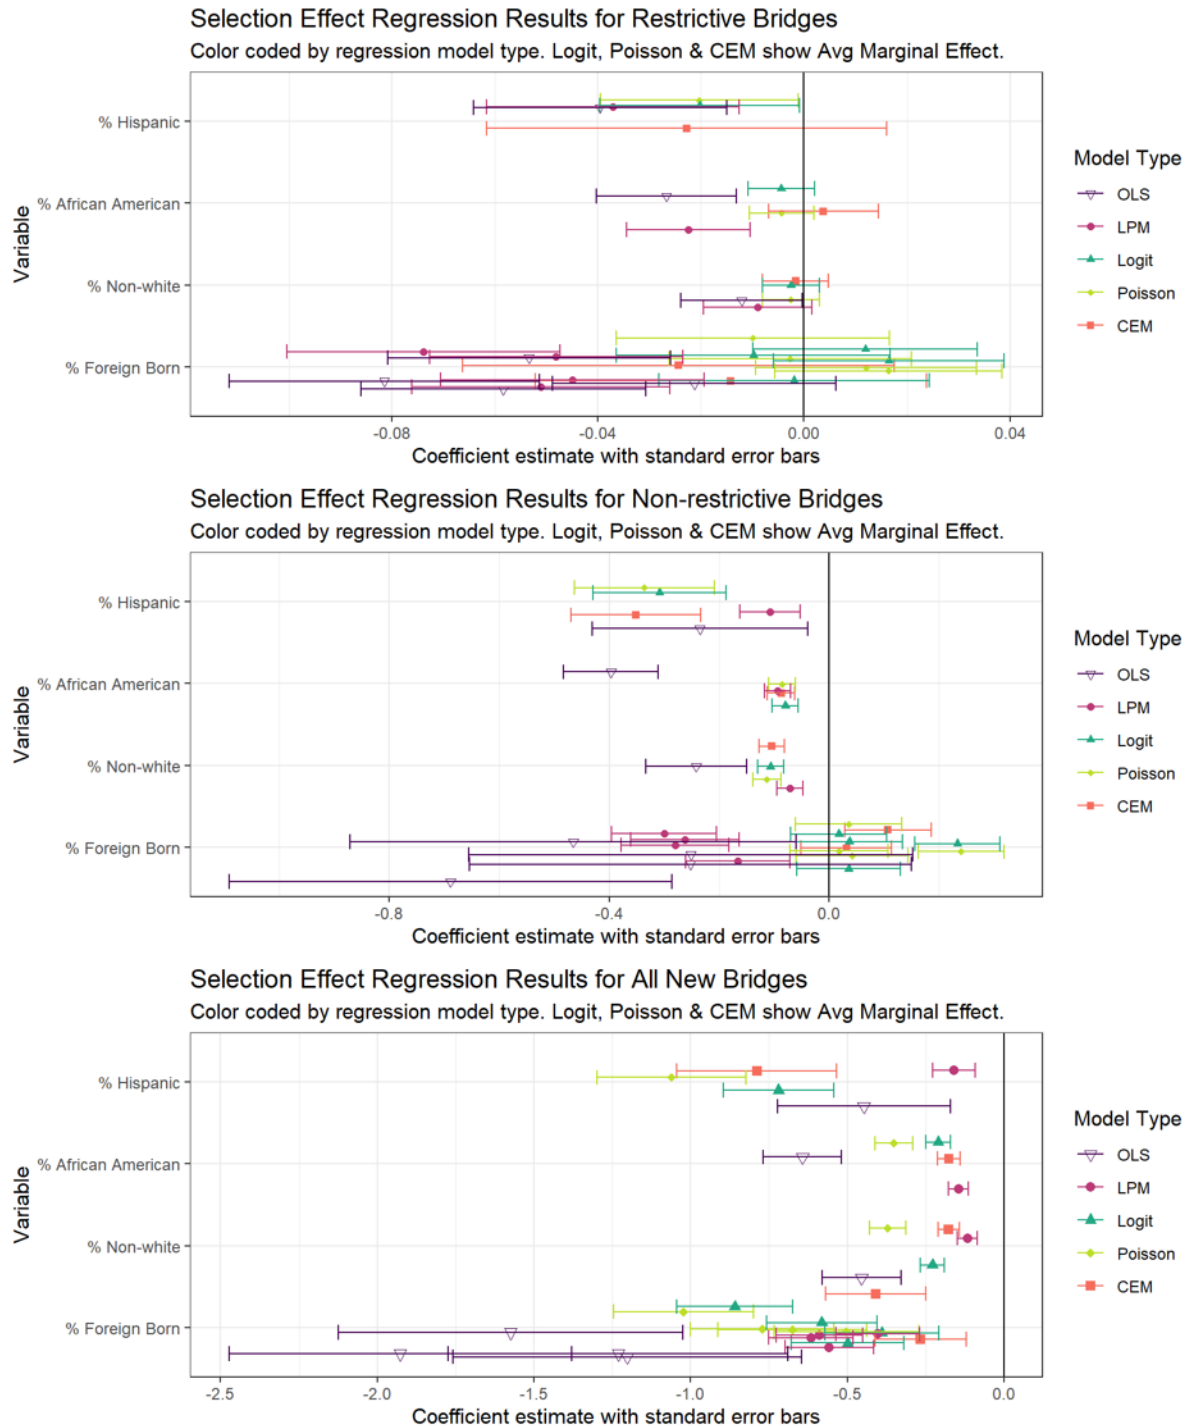 Selection Effect Regression Results for Restrictive Bridges
Color coded by regression model type. Logit, Poisson & CEM show Avg Marginal Effect.
Variable
% Hispanic
% African American
% Non-white
% Foreign Born
-0.08
-0.04
0.00
0.04
Coefficient estimate with standard error bars
Model Type
OLS
LPM
Logit
Poisson
CEM
Selection Effect Regression Results for Non-restrictive Bridges
Color coded by regression model type. Logit, Poisson & CEM show Avg Marginal Effect.
Variable
% Hispanic
% African American
% Non-white
% Foreign Born
-0.8
-0.4
0.0
Coefficient estimate with standard error bars
Model Type
OLS
LPM
Logit
Poisson
CEM
Selection Effect Regression Results for All New Bridges
Color coded by regression model type. Logit, Poisson & CEM show Avg Marginal Effect.
Variable
% Hispanic
% African American
% Non-white
% Foreign Born
-2.5
-2.0
-1.5
-1.0
-0.5
0.0
Coefficient estimate with standard error bars
Model Type
OLS
LPM
Logit
Poisson
CEM